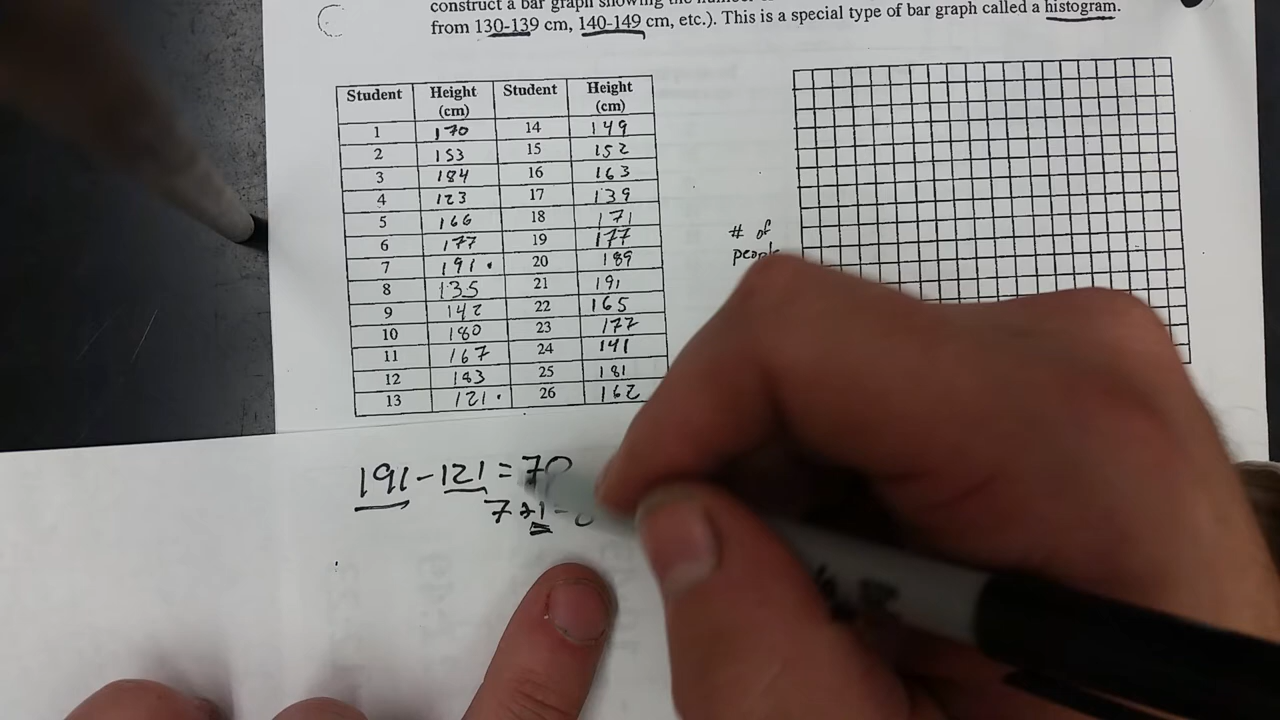 construct a bar graph showing the number
from 130-139 cm, 140-149 cm, etc.). This is a special type of bar graph called a histogram.
Student Height (cm) Student Height (cm)
1 170 14 149
2 153 15 152
3 184 16 163
4 123 17 139
5 166 18 171
6 177 19 177
7 191 20 189
8 135 21 191
9 142 22 165
10 180 23 177
11 167 24 141
12 183 25 181
13 121 26 162
# of
people
191-121=70